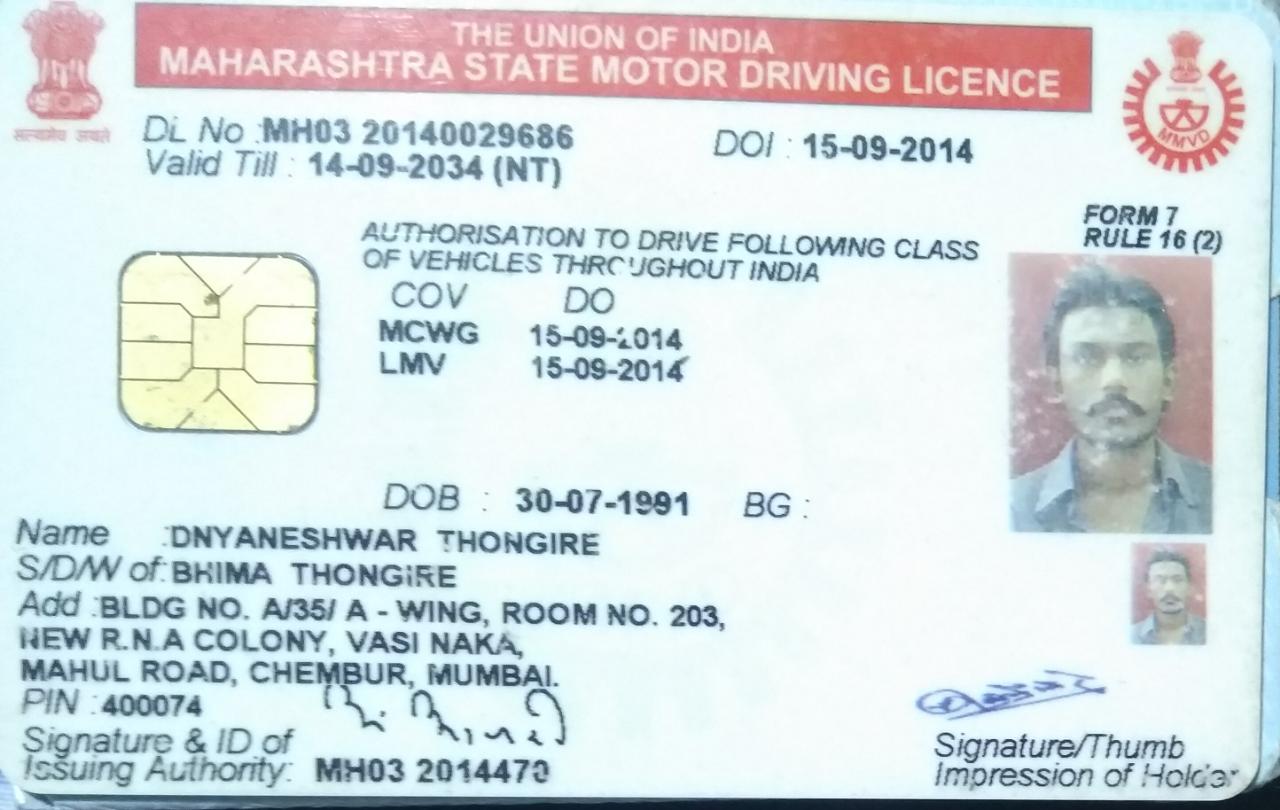 THE UNION OF INDIA
MAHARASHTRA STATE MOTOR DRIVING LICENCE
सत्यमेव जयते
MMVD
DL No : MH03 20140029686 DOI : 15-09-2014
Valid Till : 14-09-2034 (NT)
FORM 7
RULE 16 (2)
AUTHORISATION TO DRIVE FOLLOWING CLASS
OF VEHICLES THROUGHOUT INDIA
COV DO
MCWG 15-09-2014
LMV 15-09-2014
DOB : 30-07-1991 BG :
Name : DNYANESHWAR THONGIRE
S/D/W of : BHIMA THONGIRE
Add : BLDG NO. A/35/ A - WING, ROOM NO. 203,
NEW R.N.A COLONY, VASI NAKA,
MAHUL ROAD, CHEMBUR, MUMBAI.
PIN : 400074
Signature & ID of
Issuing Authority: MH03 2014470
Signature/Thumb
Impression of Holder